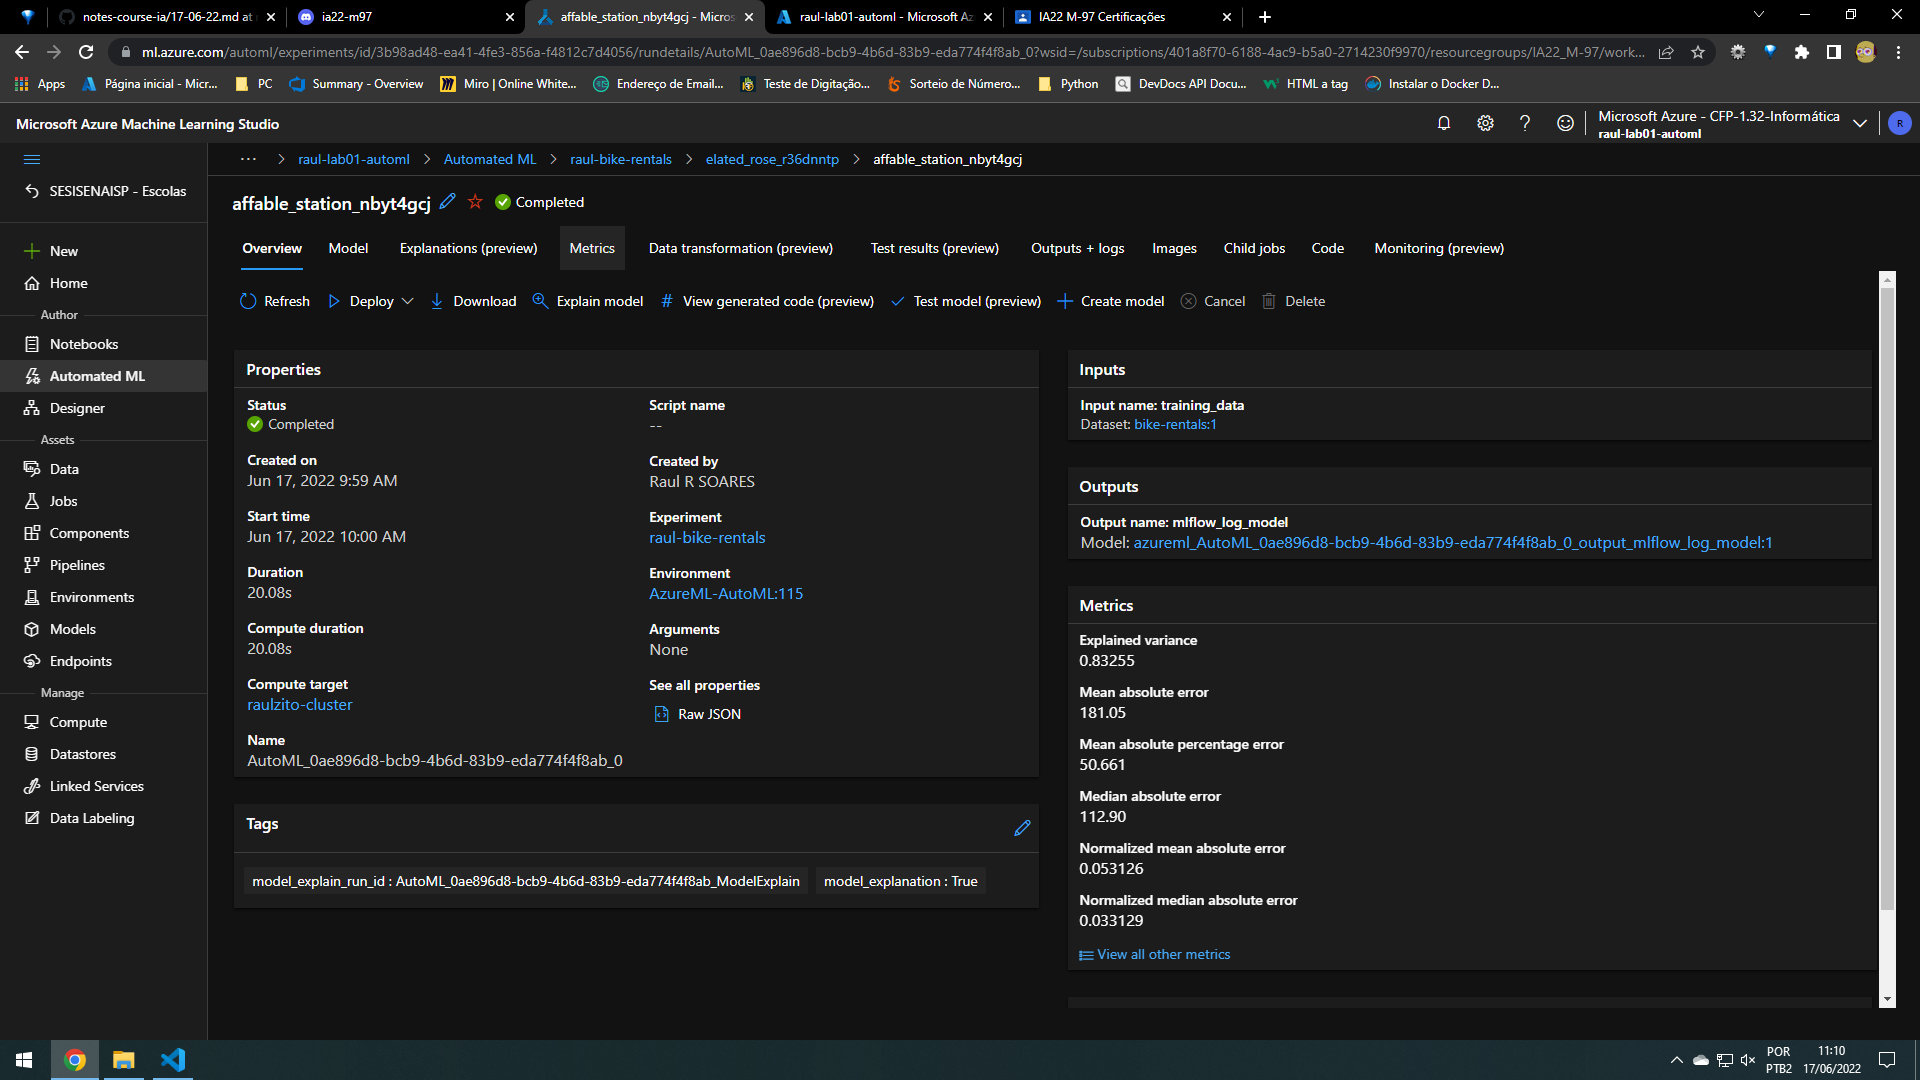 notes-course-ia/17-06-22.md at
ia22-m97
affable_station_nbyt4gcj - Micros
raul-lab01-automl - Microsoft Az
IA22 M-97 Certificações
ml.azure.com/automl/experiments/id/3b98ad48-ea41-4fe3-856a-f4812c7d4056/rundetails/AutoML_0ae896d8-bcb9-4b6d-83b9-eda774f4f8ab_0?wsid=/subscriptions/401a8f70-6188-4ac9-b5a0-2714230f9970/resourcegroups/IA22_M-97/work...
Apps
Página inicial - Micr...
PC
Summary - Overview
Miro | Online White...
Endereço de Email...
Teste de Digitação...
Sorteio de Número...
Python
DevDocs API Docu...
HTML a tag
Instalar o Docker D...
Microsoft Azure Machine Learning Studio
Microsoft Azure - CFP-1.32-Informática
raul-lab01-automl
R
SESISENAISP - Escolas
New
Home
Author
Notebooks
Automated ML
Designer
Assets
Data
Jobs
Components
Pipelines
Environments
Models
Endpoints
Manage
Compute
Datastores
Linked Services
Data Labeling
... > raul-lab01-automl > Automated ML > raul-bike-rentals > elated_rose_r36dnntp > affable_station_nbyt4gcj
affable_station_nbyt4gcj
Completed
Overview
Model
Explanations (preview)
Metrics
Data transformation (preview)
Test results (preview)
Outputs + logs
Images
Child jobs
Code
Monitoring (preview)
Refresh
Deploy
Download
Explain model
# View generated code (preview)
Test model (preview)
Create model
Cancel
Delete
Properties
Status
Completed
Created on
Jun 17, 2022 9:59 AM
Start time
Jun 17, 2022 10:00 AM
Duration
20.08s
Compute duration
20.08s
Compute target
raulzito-cluster
Name
AutoML_0ae896d8-bcb9-4b6d-83b9-eda774f4f8ab_0
Script name
--
Created by
Raul R SOARES
Experiment
raul-bike-rentals
Environment
AzureML-AutoML:115
Arguments
None
See all properties
Raw JSON
Tags
model_explain_run_id : AutoML_0ae896d8-bcb9-4b6d-83b9-eda774f4f8ab_ModelExplain
model_explanation : True
Inputs
Input name: training_data
Dataset: bike-rentals:1
Outputs
Output name: mlflow_log_model
Model: azureml_AutoML_0ae896d8-bcb9-4b6d-83b9-eda774f4f8ab_0_output_mlflow_log_model:1
Metrics
Explained variance
0.83255
Mean absolute error
181.05
Mean absolute percentage error
50.661
Median absolute error
112.90
Normalized mean absolute error
0.053126
Normalized median absolute error
0.033129
View all other metrics
POR
PTB2
11:10
17/06/2022